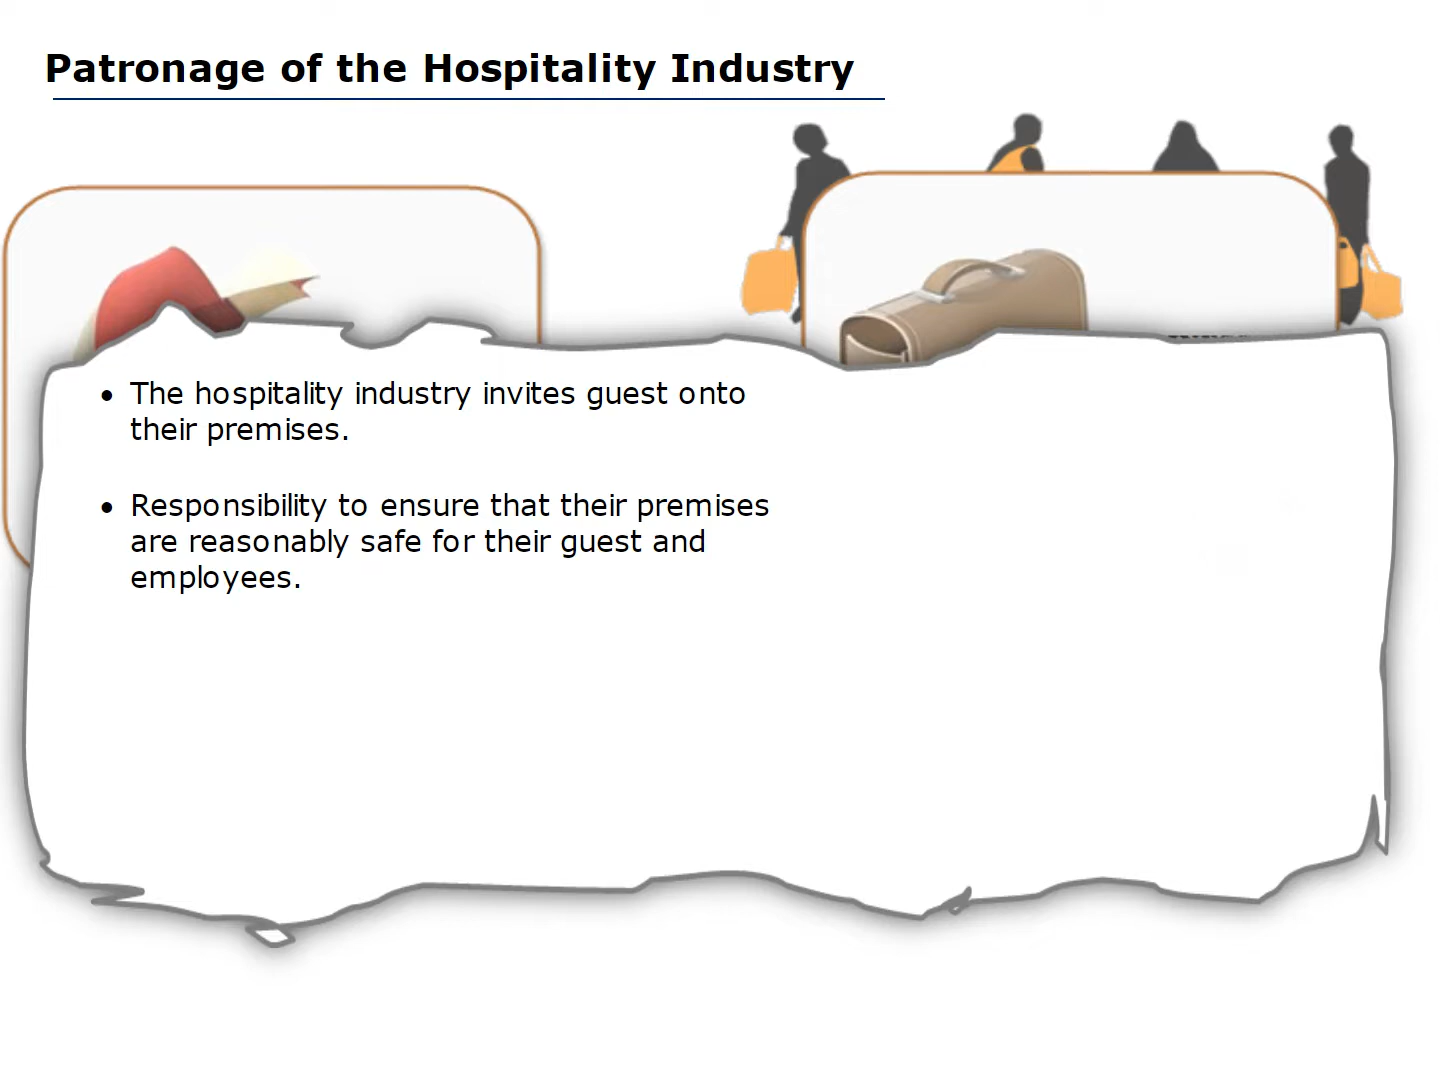 Patronage of the Hospitality Industry
• The hospitality industry invites guest onto
their premises.
• Responsibility to ensure that their premises
are reasonably safe for their guest and
employees.